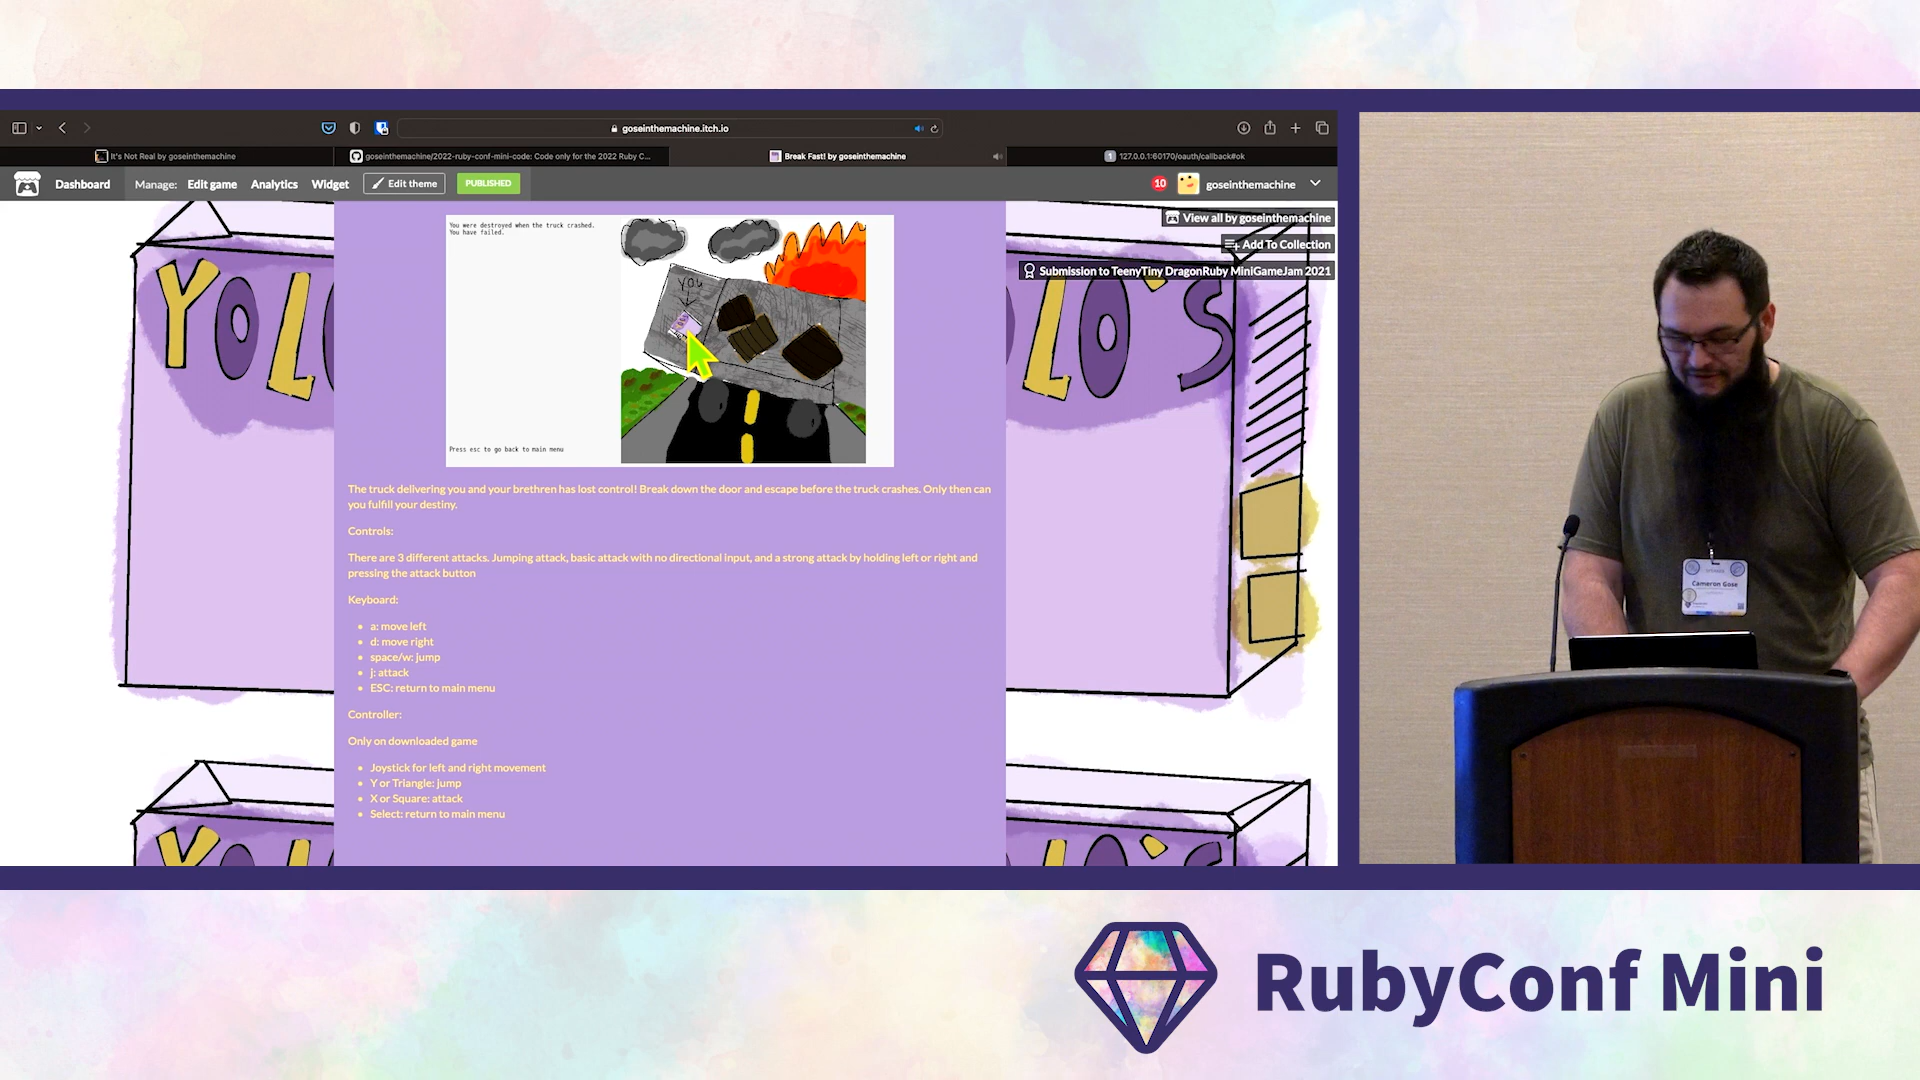 goseinthemachine.itch.io
It's Not Real by goseinthemachine
goseinthemachine/2022-ruby-conf-mini-code: Code only for the 2022 Ruby C...
Break Fast! by goseinthemachine
1 127.0.0.1:60170/oauth/callback#ok
Dashboard
Manage:
Edit game
Analytics
Widget
Edit theme
PUBLISHED
10
goseinthemachine
View all by goseinthemachine
Add To Collection
Submission to TeenyTiny DragonRuby MiniGameJam 2021
You were destroyed when the truck crashed.
You have failed.
YOU
Press esc to go back to main menu
YOL
LO'S
The truck delivering you and your brethren has lost control! Break down the door and escape before the truck crashes. Only then can
you fulfill your destiny.
Controls:
There are 3 different attacks. Jumping attack, basic attack with no directional input, and a strong attack by holding left or right and
pressing the attack button
Keyboard:
a: move left
d: move right
space/w: jump
j: attack
ESC: return to main menu
Controller:
Only on downloaded game
Joystick for left and right movement
Y or Triangle: jump
X or Square: attack
Select: return to main menu
Cameron Gose
RubyConf Mini